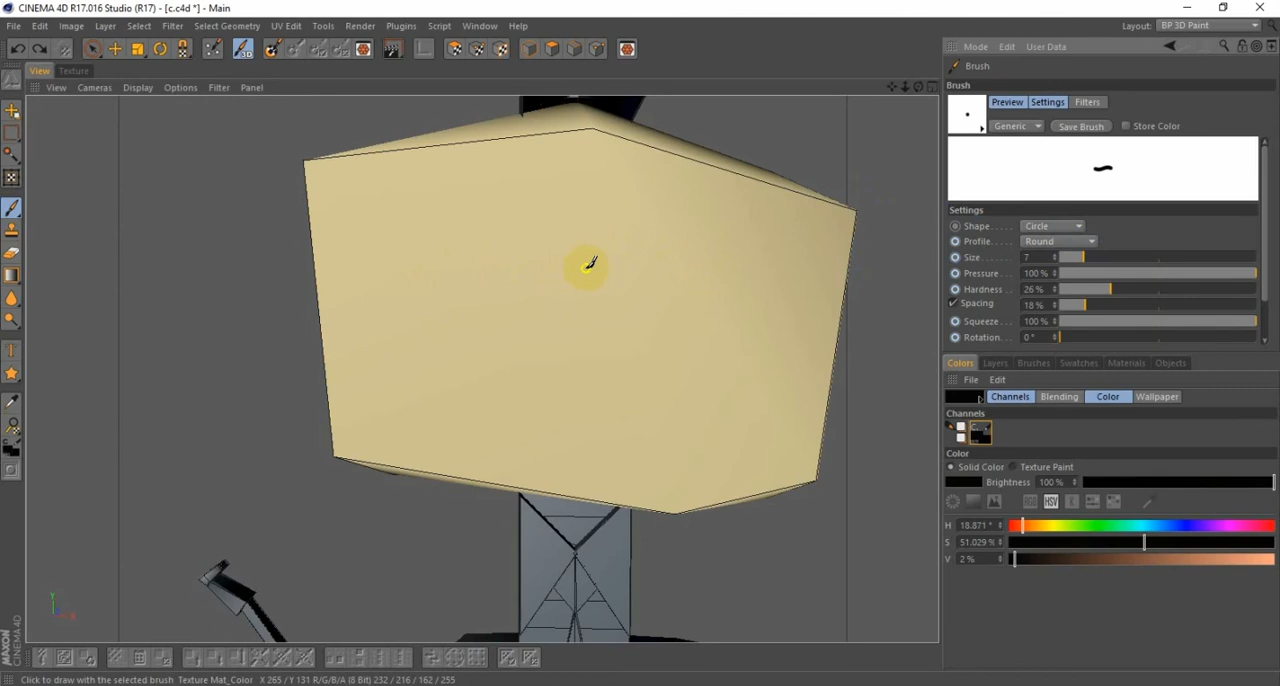 CINEMA 4D R17.016 Studio (R17) - [c.c4d *] - Main
File Edit Image Layer Select Filter Select Geometry UV Edit Tools Render Plugins Script Window Help
Layout: BP 3D Paint
View Texture
View Cameras Display Options Filter Panel
Mode Edit User Data
Brush
Brush
Preview Settings Filters
Generic Save Brush Store Color
Settings
Shape..... Circle
Profile..... Round
Size....... 7
Pressure... 100 %
Hardness.. 26 %
Spacing 18 %
Squeeze... 100 %
Rotation... 0 °
Colors Layers Brushes Swatches Materials Objects
File Edit
Channels Blending Color Wallpaper
Channels
Color
Solid Color Texture Paint
Brightness 100 %
HSV
H 18.871 °
S 51.029 %
V 2 %
Y
X
MAXON
CINEMA 4D
Click to draw with the selected brush Texture Mat_Color X 265 / Y 131 R/G/B/A (8 Bit) 232 / 216 / 162 / 255